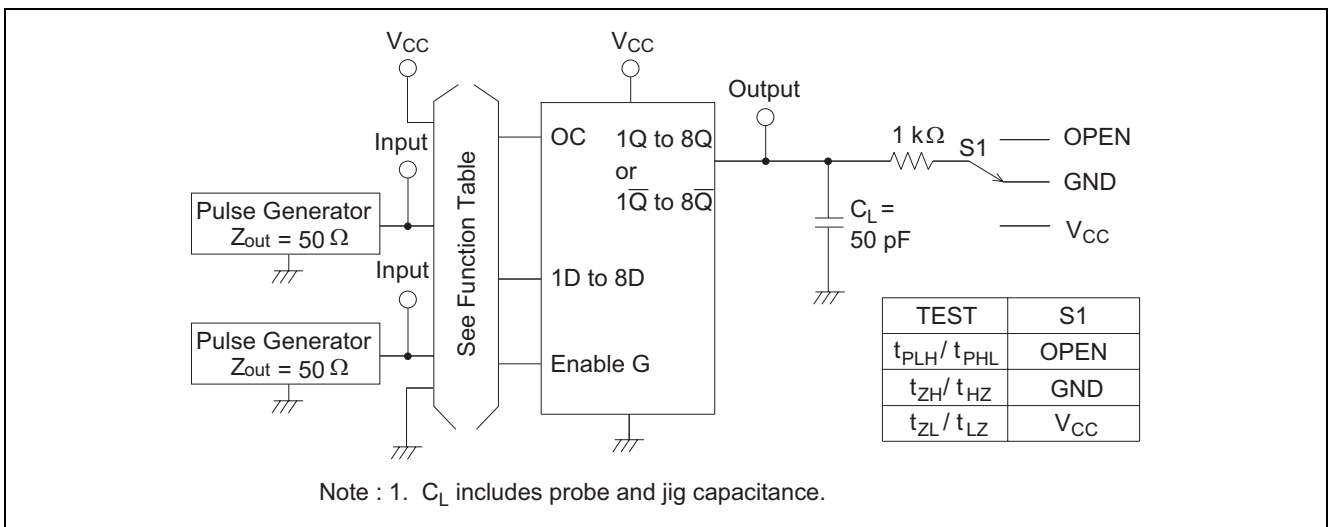 VCC
VCC
Output
Input
OC
1Q to 8Q
or
1Q̅ to 8Q̅
1 kΩ
S1
OPEN
GND
VCC
Pulse Generator
Zout = 50 Ω
See Function Table
CL =
50 pF
Input
1D to 8D
Pulse Generator
Zout = 50 Ω
Enable G
TEST S1
tPLH / tPHL OPEN
tZH / tHZ GND
tZL / tLZ VCC
Note : 1. CL includes probe and jig capacitance.